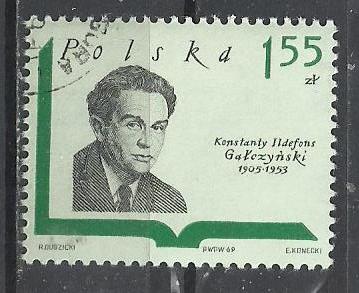 Polska 1 55
zł
Konstanty Ildefons
Gałczyński
1905-1953
R.DUDZICKI PWPW 69 E.KONECKI